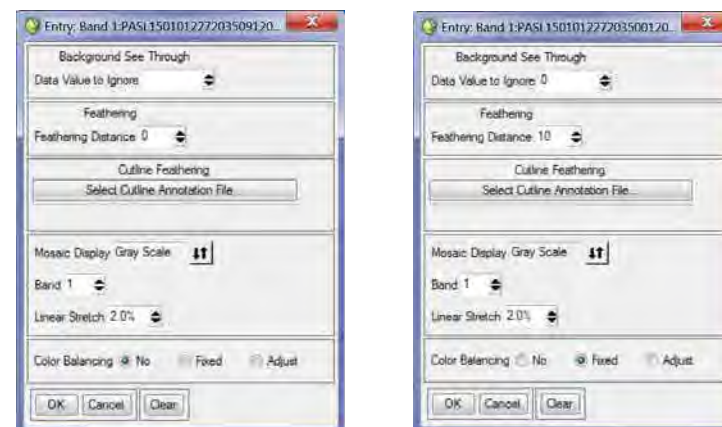 Entry: Band 1:PASL1501012272035091 20...
Background See Through
Data Value to Ignore
Feathering
Feathering Distance 0
Cutline Feathering
Select Cutline Annotation File...
Mosaic Display Gray Scale
Band 1
Linear Stretch 2.0%
Color Balancing No Fixed Adjust
OK Cancel Clear
Entry: Band 1:PASL1501012272035001 20...
Background See Through
Data Value to Ignore 0
Feathering
Feathering Distance 10
Cutline Feathering
Select Cutline Annotation File...
Mosaic Display Gray Scale
Band 1
Linear Stretch 2.0%
Color Balancing No Fixed Adjust
OK Cancel Clear